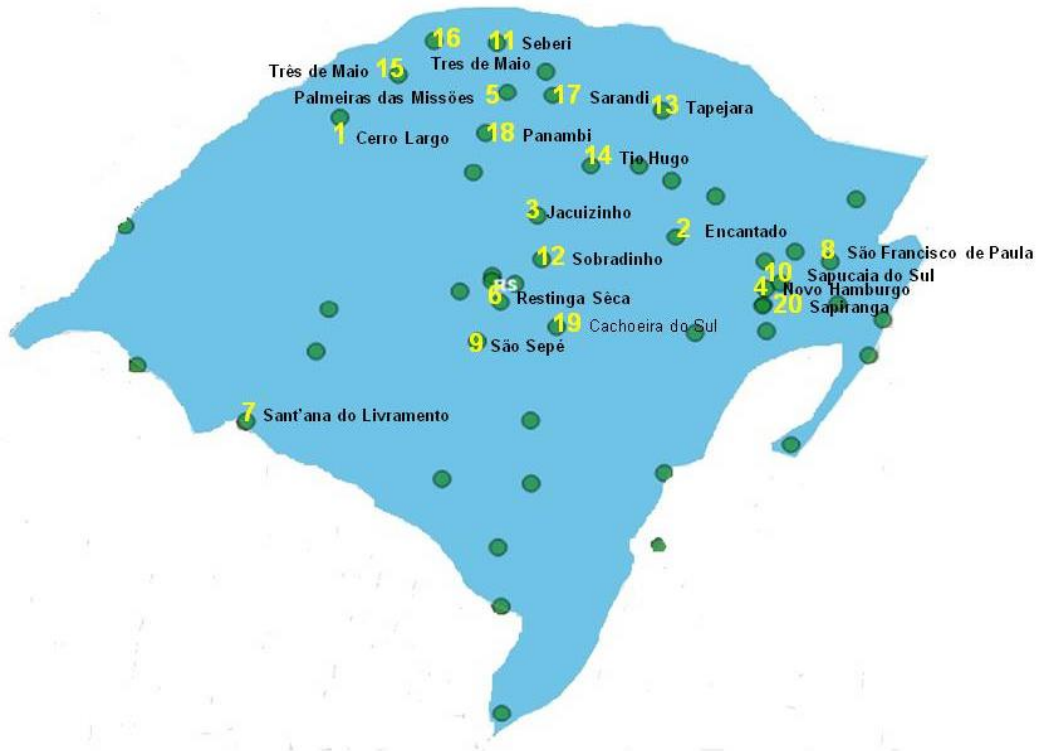 16
11 Seberi
Tres de Maio
Três de Maio 15
Palmeiras das Missões 5
17 Sarandi
13 Tapejara
1 Cerro Largo
18 Panambi
14 Tio Hugo
3 Jacuizinho
2 Encantado
12 Sobradinho
8 São Francisco de Paula
10 Sapucaia do Sul
4 Novo Hamburgo
RS
6 Restinga Sêca
20 Sapiranga
19 Cachoeira do Sul
9 São Sepé
7 Sant'ana do Livramento